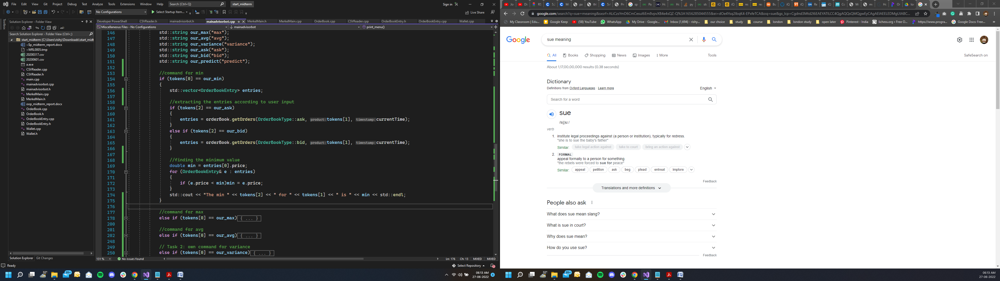 File Edit View Git Project Debug Test Analyze Tools Extensions Window Help Search (Ctrl+Q) start_midterm Sign in
No Configurations Select Startup Item... Live Share
Toolbox
Solution Explorer - Folder View
Search Solution Explorer - Folder View (Ctrl+;)
start_midterm (C:\Users\rishy\Downloads\start_midt
~$p_midterm_report.docx
~WRL0005.tmp
20200317.csv
20200601.csv
a.exe
CSVReader.cpp
CSVReader.h
main.cpp
mainadvisorbot.cpp
mainadvisorbot.h
MerkelMain.cpp
MerkelMain.h
oop_midterm_report.docx
OrderBook.cpp
OrderBook.h
OrderBookEntry.cpp
OrderBookEntry.h
Wallet.cpp
Wallet.h
Solution Explorer Git Changes
Developer PowerShell CSVReader.h mainadvisorbot.h mainadvisorbot.cpp MerkelMain.h MerkelMain.cpp OrderBook.cpp CSVReader.cpp OrderBookEntry.h OrderBookEntry.cpp Wallet.cpp
Miscellaneous Files - No Configurations mainadvisorbot print_menu()
146 std::string our_max("max");
147 std::string our_avg("avg");
148 std::string our_variance("variance");
149 std::string our_ask("ask");
150 std::string our_bid("bid");
151 std::string our_predict("predict");
152
153 //command for min
154 if (tokens[0] == our_min)
155 {
156 std::vector<OrderBookEntry> entries;
157
158 //extracting the entries according to user input
159 if (tokens[2] == our_ask)
160 {
161 entries = orderBook.getOrders(OrderBookType::ask, product: tokens[1], timestamp: currentTime);
162 }
163 else if (tokens[2] == our_bid)
164 {
165 entries = orderBook.getOrders(OrderBookType::bid, product: tokens[1], timestamp: currentTime);
166 }
167
168 //finding the minimum value
169 double min = entries[0].price;
170 for (OrderBookEntry& e : entries)
171 {
172 if (e.price < min)min = e.price;
173 }
174 std::cout << "The min " << tokens[2] << " for " << tokens[1] << " is " << min << std::endl;
175 }
176
177 //command for max
178 else if (tokens[0] == our_max) { ... }
200
201 //command for avg
202 else if (tokens[0] == our_avg) { ... }
248
249 // Task 2: own command for variance
250 else if (tokens[0] == our_variance) { ... }
131 % No issues found Ln: 176 Ch: 13 MIXED MIXED
Ready Select Repository 1
32° 99+ 06:13 AM
27-06-2022 4
My Classroom | Edu... Google Keep (58) YouTube WhatsApp My Drive - Google... Inbox (1,694) - rishy... our choice study course london london study open later Pinterest - India lichess.org • Free O... https://www.progra... Google Docs: Free... »
Google sue meaning
All Books Shopping News Images More Tools SafeSearch on
About 1,17,00,00,000 results (0.38 seconds)
Dictionary
Definitions from Oxford Languages · Learn more English
Search for a word
sue
/s(j)uː/
verb
1. institute legal proceedings against (a person or institution), typically for redress.
"she is to sue the baby's father"
Similar: take legal action against take to court bring an action against
2. FORMAL
appeal formally to a person for something.
"the rebels were forced to sue for peace"
Similar: appeal petition ask beg plead entreat implore
Feedback
Translations and more definitions
People also ask
What does sue mean slang?
What is sue in court?
Why does sue mean?
How do you use sue?
Feedback
32° 99+ 06:13 AM
27-06-2022